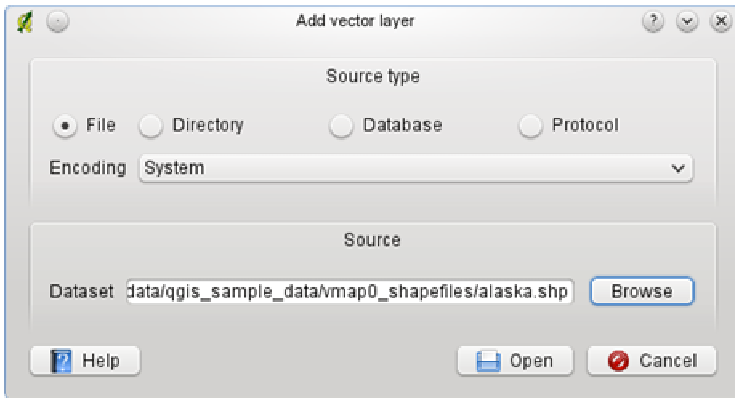 Add vector layer
Source type
File Directory Database Protocol
Encoding System
Source
Dataset data/qgis_sample_data/vmap0_shapefiles/alaska.shp Browse
Help Open Cancel